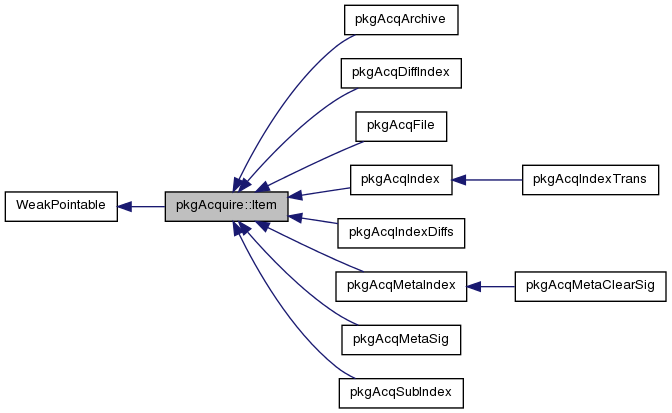 pkgAcqArchive
pkgAcqDiffIndex
pkgAcqFile
pkgAcqIndex
pkgAcqIndexTrans
WeakPointable
pkgAcquire::Item
pkgAcqIndexDiffs
pkgAcqMetaIndex
pkgAcqMetaClearSig
pkgAcqMetaSig
pkgAcqSubIndex